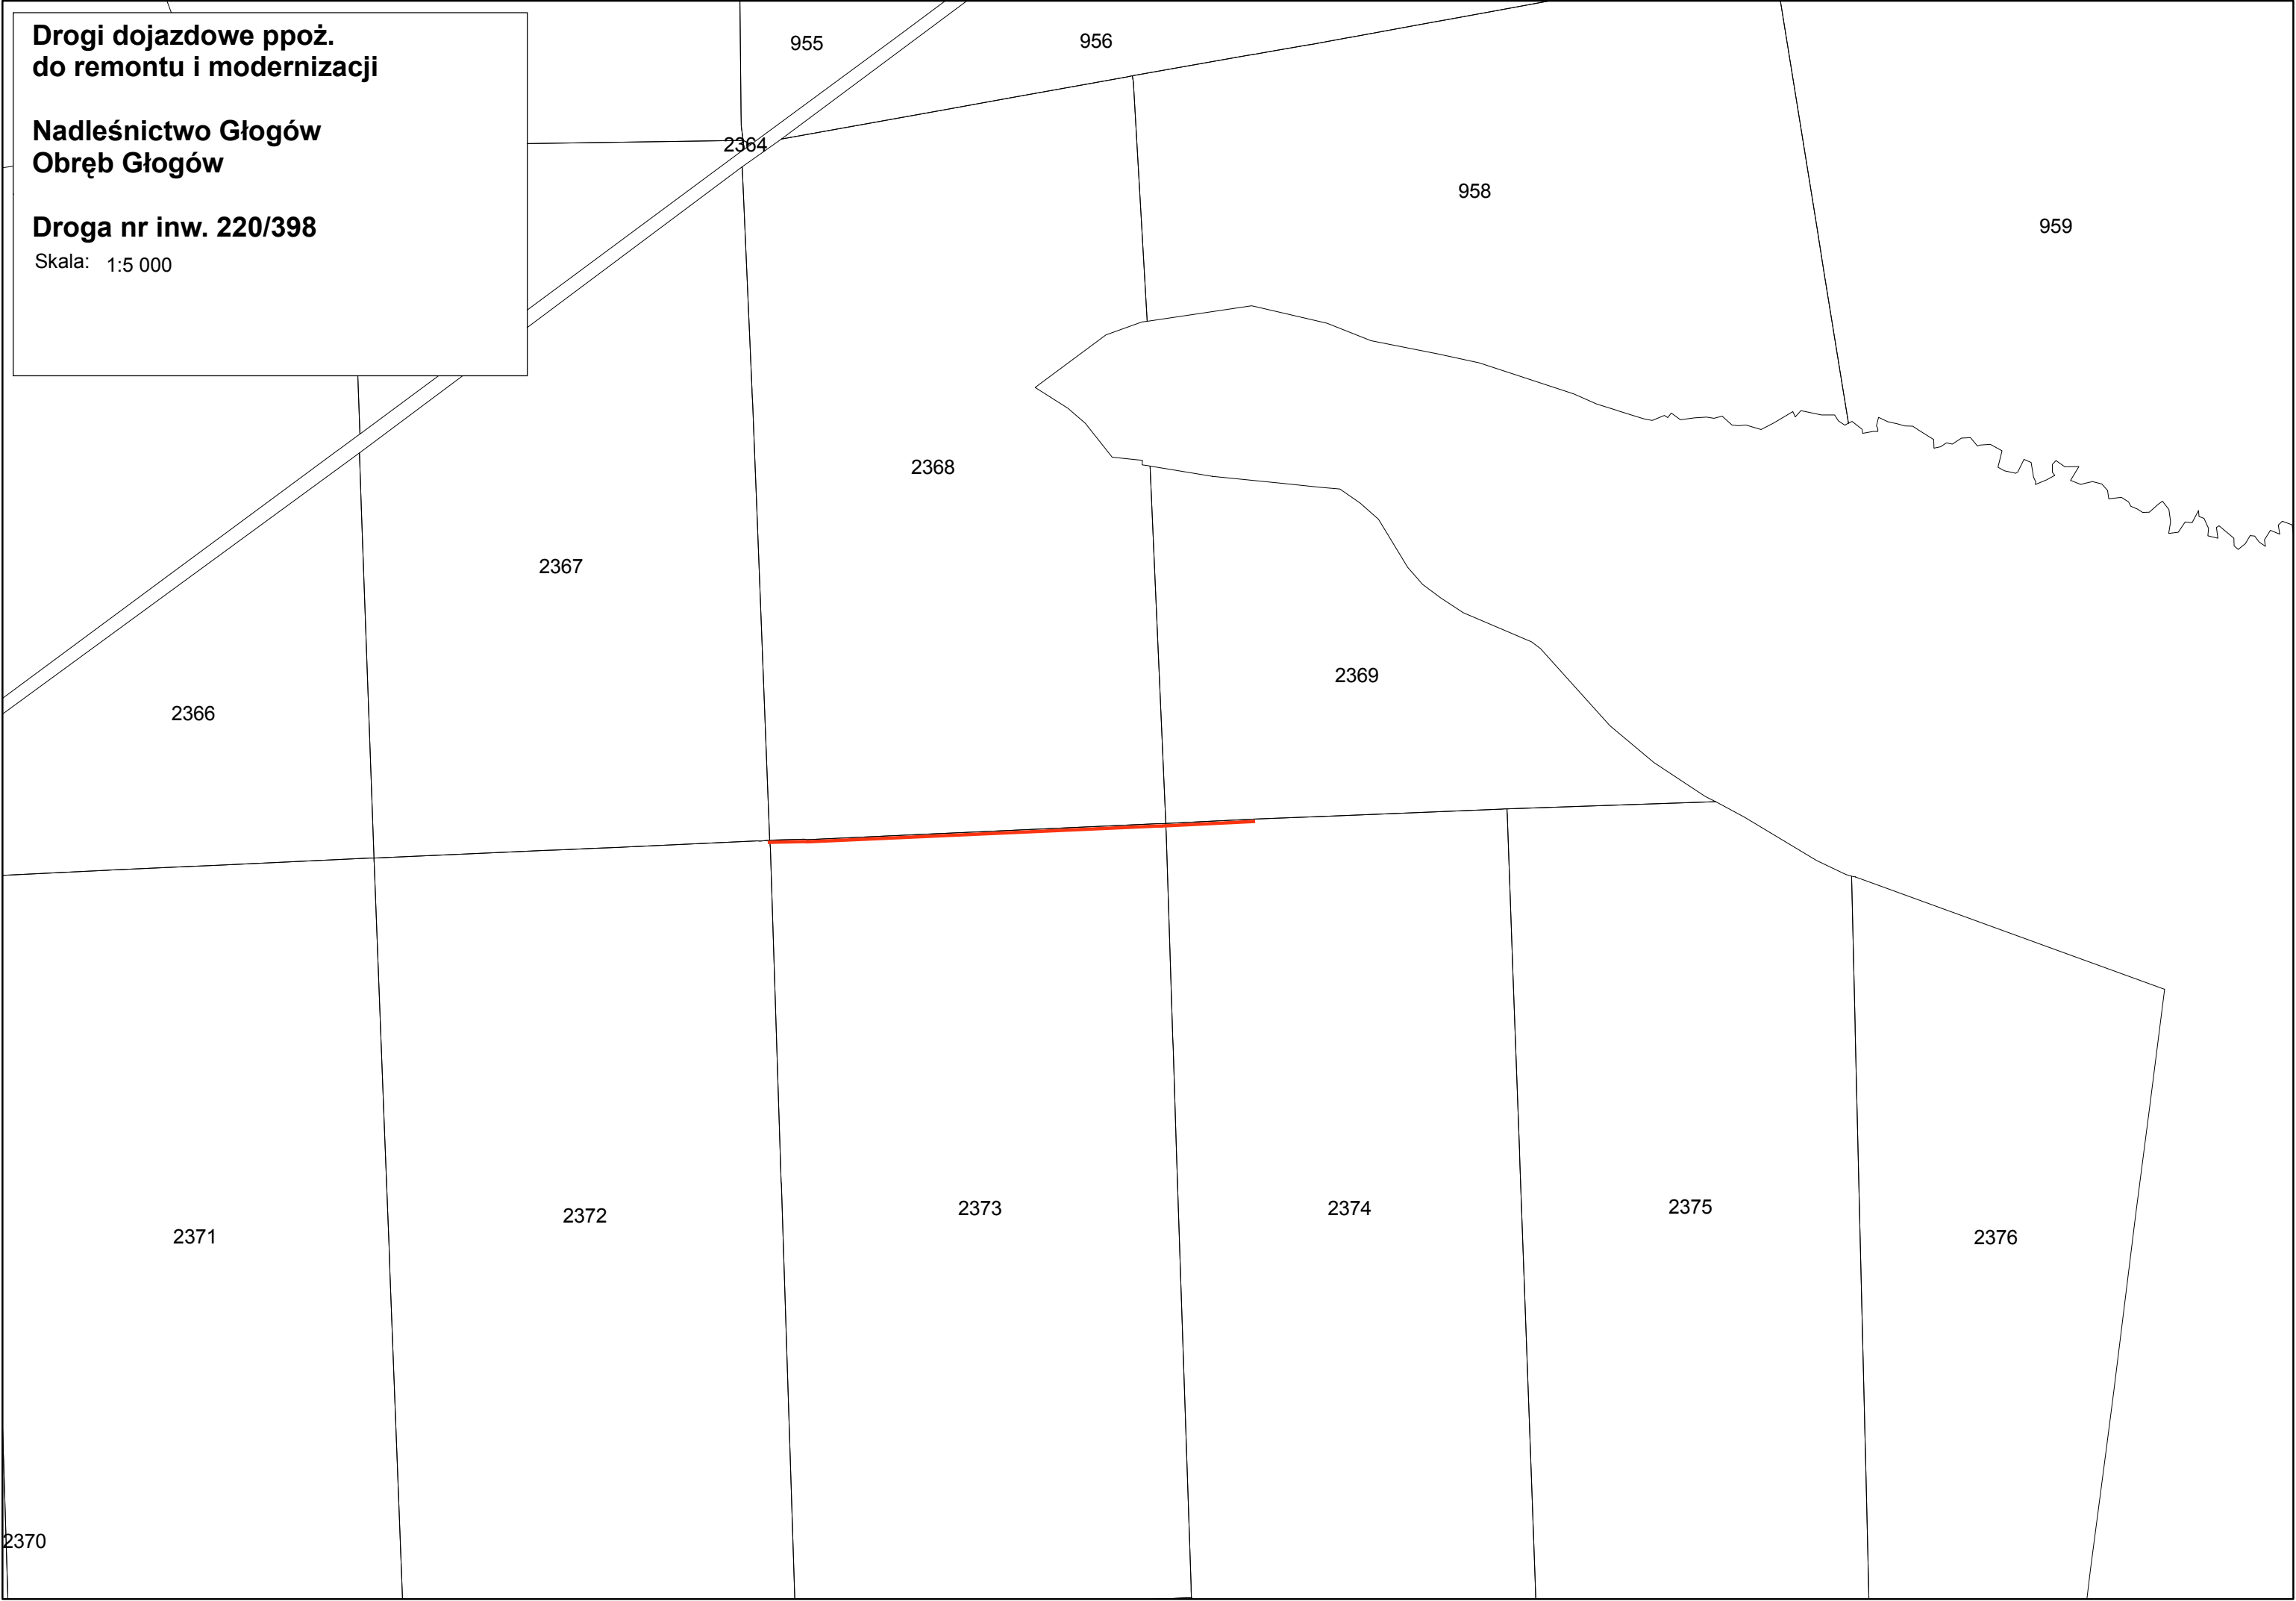 Drogi dojazdowe ppoż.
do remontu i modernizacji
Nadleśnictwo Głogów
Obręb Głogów
Droga nr inw. 220/398
Skala: 1:5 000
955
956
2364
958
959
2368
2367
2369
2366
2373
2374
2375
2372
2371
2376
2370